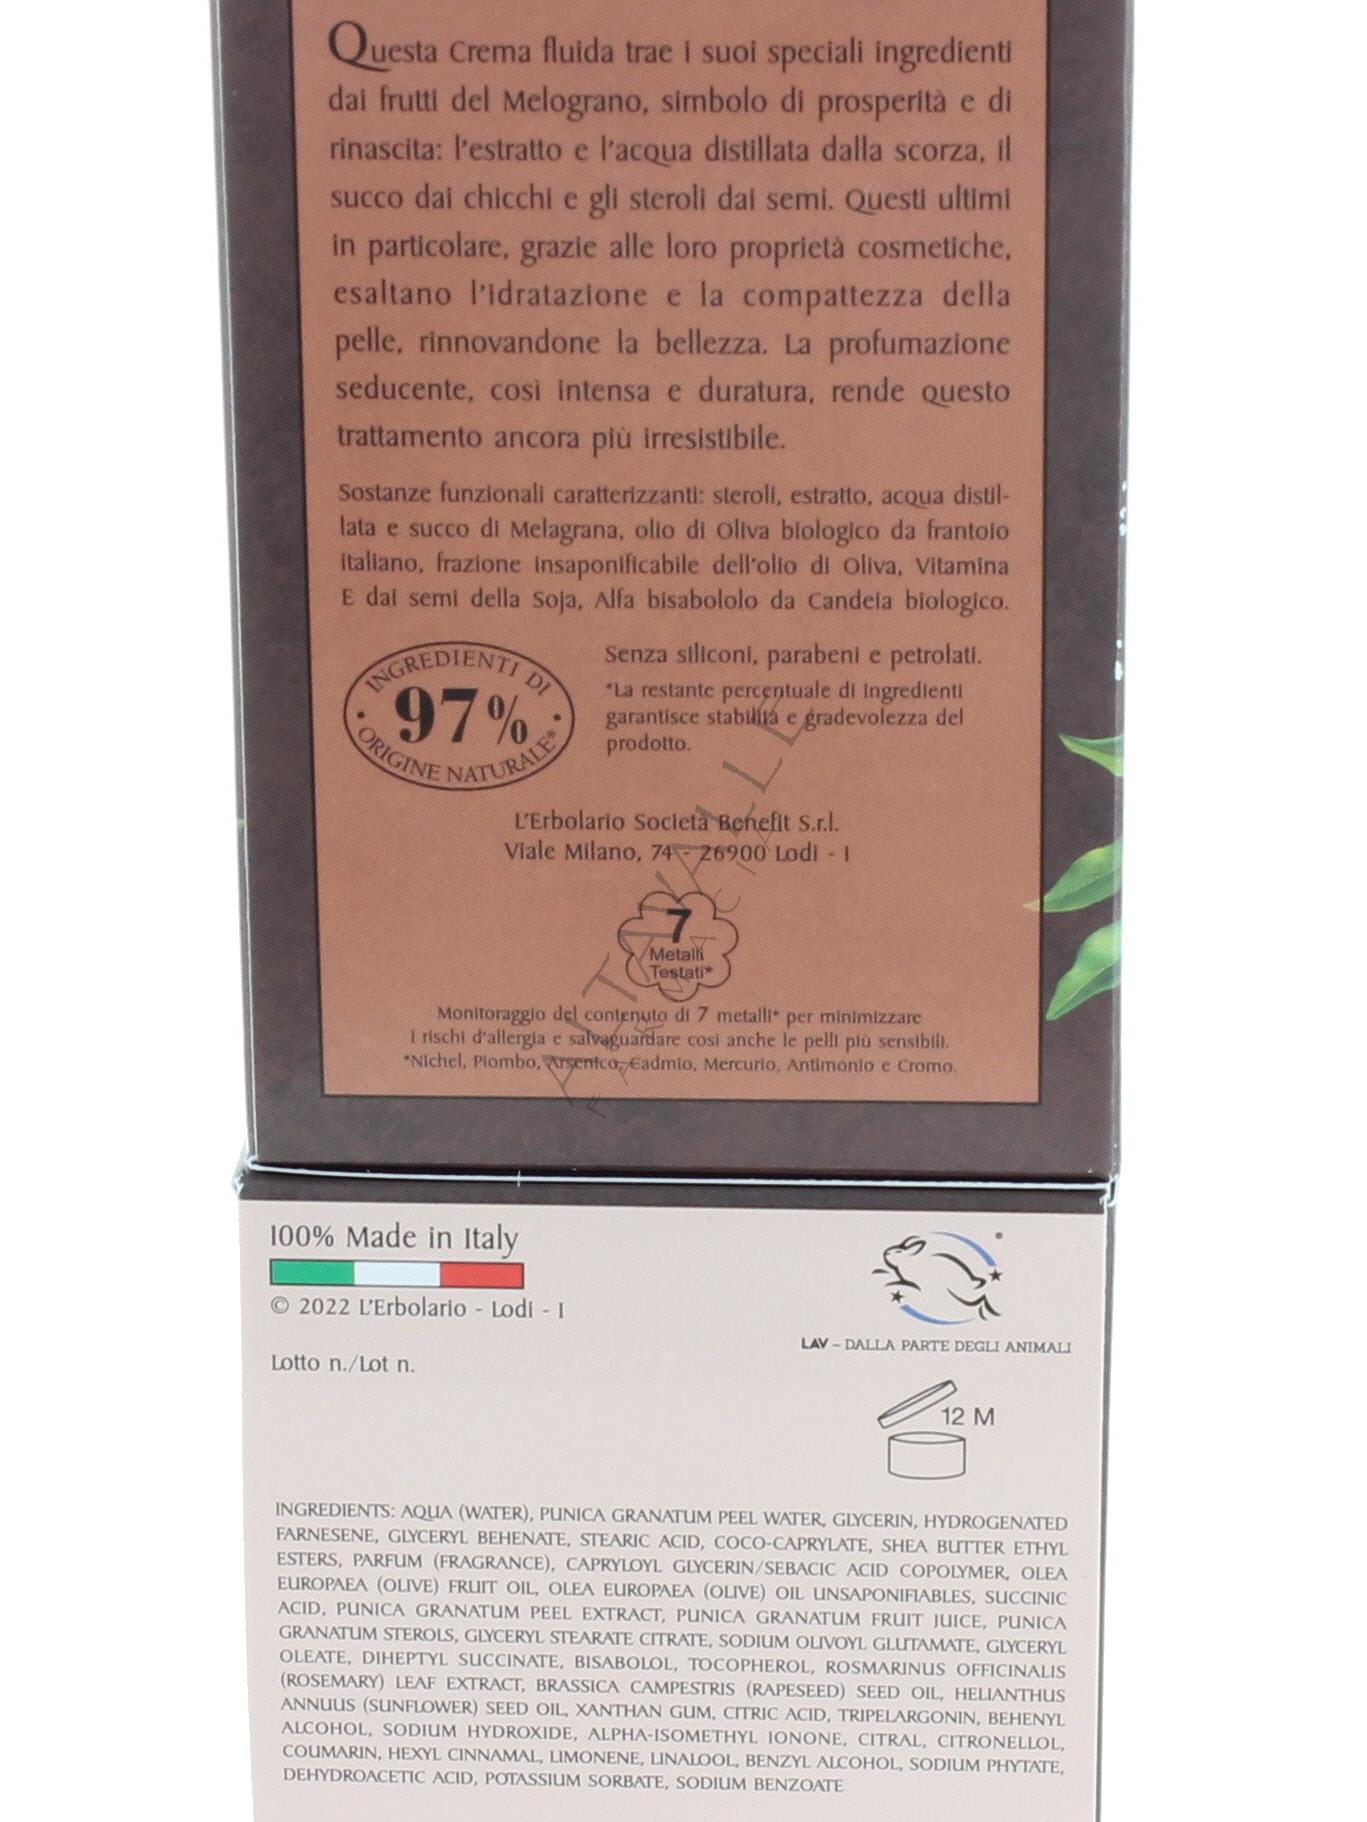 Questa Crema fluida trae i suoi speciali ingredienti
dai frutti del Melograno, simbolo di prosperità e di
rinascita: l'estratto e l'acqua distillata dalla scorza, il
succo dai chicchi e gli steroli dai semi. Questi ultimi
in particolare, grazie alle loro proprietà cosmetiche,
esaltano l'idratazione e la compattezza della
pelle, rinnovandone la bellezza. La profumazione
seducente, così intensa e duratura, rende questo
trattamento ancora più irresistibile.
Sostanze funzionali caratterizzanti: steroli, estratto, acqua distil-
lata e succo di Melagrana, olio di Oliva biologico da frantoio
italiano, frazione insaponificabile dell'olio di Oliva, Vitamina
E dai semi della Soja, Alfa bisabololo da Candeia biologico.
INGREDIENTI DI
97%
ORIGINE NATURALE*
Senza siliconi, parabeni e petrolati.
*La restante percentuale di ingredienti
garantisce stabilità e gradevolezza del
prodotto.
L'Erbolario Società Benefit S.r.l.
Viale Milano, 74 - 26900 Lodi - I
7
Metalli
Testati*
Monitoraggio del contenuto di 7 metalli* per minimizzare
i rischi d'allergia e salvaguardare così anche le pelli più sensibili.
*Nichel, Piombo, Arsenico, Cadmio, Mercurio, Antimonio e Cromo.
ALTAVALLE
FARMACIA
100% Made in Italy
© 2022 L'Erbolario - Lodi - I
Lotto n./Lot n.
LAV – DALLA PARTE DEGLI ANIMALI
12 M
INGREDIENTS: AQUA (WATER), PUNICA GRANATUM PEEL WATER, GLYCERIN, HYDROGENATED
FARNESENE, GLYCERYL BEHENATE, STEARIC ACID, COCO-CAPRYLATE, SHEA BUTTER ETHYL
ESTERS, PARFUM (FRAGRANCE), CAPRYLOYL GLYCERIN/SEBACIC ACID COPOLYMER, OLEA
EUROPAEA (OLIVE) FRUIT OIL, OLEA EUROPAEA (OLIVE) OIL UNSAPONIFIABLES, SUCCINIC
ACID, PUNICA GRANATUM PEEL EXTRACT, PUNICA GRANATUM FRUIT JUICE, PUNICA
GRANATUM STEROLS, GLYCERYL STEARATE CITRATE, SODIUM OLIVOYL GLUTAMATE, GLYCERYL
OLEATE, DIHEPTYL SUCCINATE, BISABOLOL, TOCOPHEROL, ROSMARINUS OFFICINALIS
(ROSEMARY) LEAF EXTRACT, BRASSICA CAMPESTRIS (RAPESEED) SEED OIL, HELIANTHUS
ANNUUS (SUNFLOWER) SEED OIL, XANTHAN GUM, CITRIC ACID, TRIPELARGONIN, BEHENYL
ALCOHOL, SODIUM HYDROXIDE, ALPHA-ISOMETHYL IONONE, CITRAL, CITRONELLOL,
COUMARIN, HEXYL CINNAMAL, LIMONENE, LINALOOL, BENZYL ALCOHOL, SODIUM PHYTATE,
DEHYDROACETIC ACID, POTASSIUM SORBATE, SODIUM BENZOATE